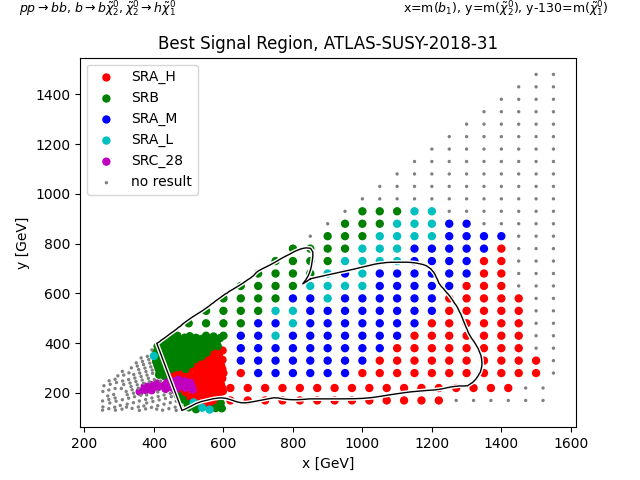 pp → bb, b → bχ̃⁰₂, χ̃⁰₂ → hχ̃⁰₁
x=m(b₁), y=m(χ̃⁰₂), y-130=m(χ̃⁰₁)
Best Signal Region, ATLAS-SUSY-2018-31
SRA_H
SRB
SRA_M
SRA_L
SRC_28
no result
1400
1200
1000
800
600
400
200
y [GeV]
200 400 600 800 1000 1200 1400 1600
x [GeV]